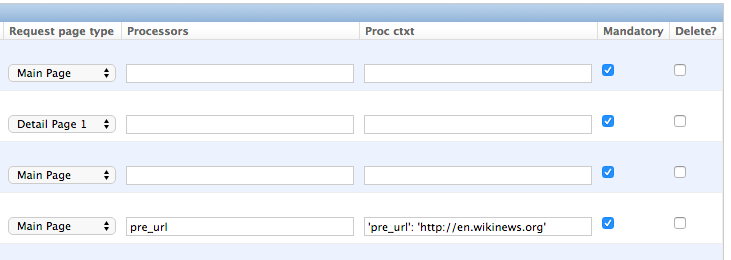 Request page type Processors Proc ctxt Mandatory Delete?
Main Page
Detail Page 1
Main Page
Main Page pre_url 'pre_url': 'http://en.wikinews.org'